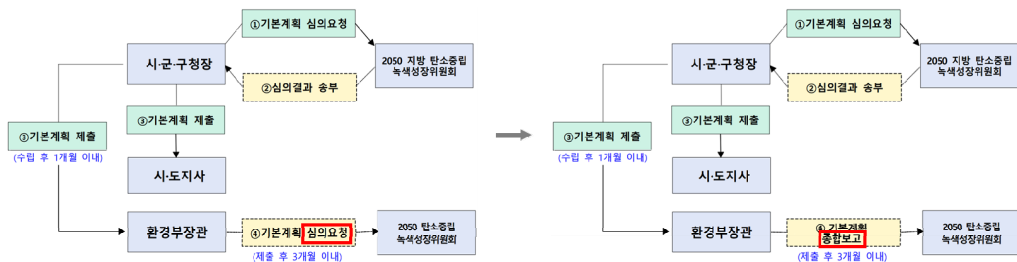 ①기본계획 심의요청
시·군·구청장
2050 지방 탄소중립
녹색성장위원회
②심의결과 송부
③기본계획 제출
③기본계획 제출
(수립 후 1개월 이내)
시·도지사
환경부장관
④기본계획 심의요청
(제출 후 3개월 이내)
2050 탄소중립
녹색성장위원회
①기본계획 심의요청
시·군·구청장
2050 지방 탄소중립
녹색성장위원회
②심의결과 송부
③기본계획 제출
③기본계획 제출
(수립 후 1개월 이내)
시·도지사
환경부장관
④ 기본계획
종합보고
(제출 후 3개월 이내)
2050 탄소중립
녹색성장위원회